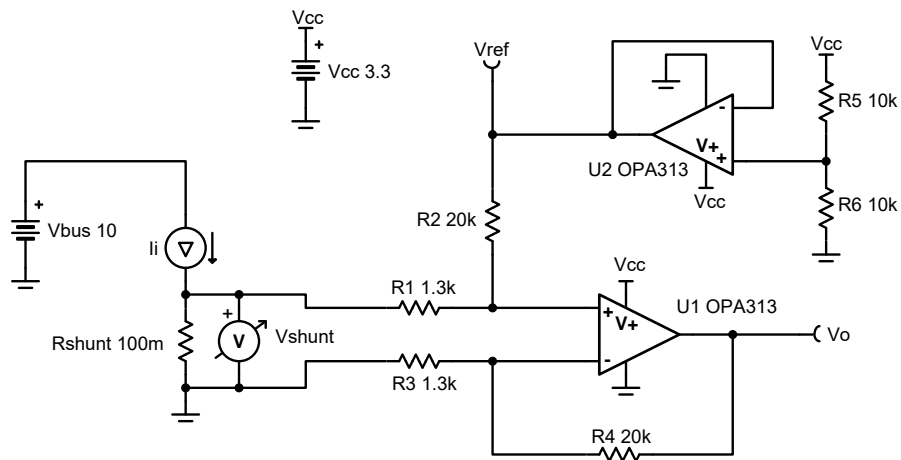 Vcc
+
Vcc 3.3
Vref
Vcc
R5 10k
-
V+
+
U2 OPA313
Vcc
R6 10k
+
Vbus 10
Ii
R2 20k
Vcc
R1 1.3k
U1 OPA313
+
V+
-
Vo
Rshunt 100m
+
V
Vshunt
R3 1.3k
R4 20k